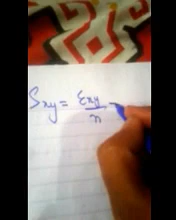 Sxy = Σxy/n -